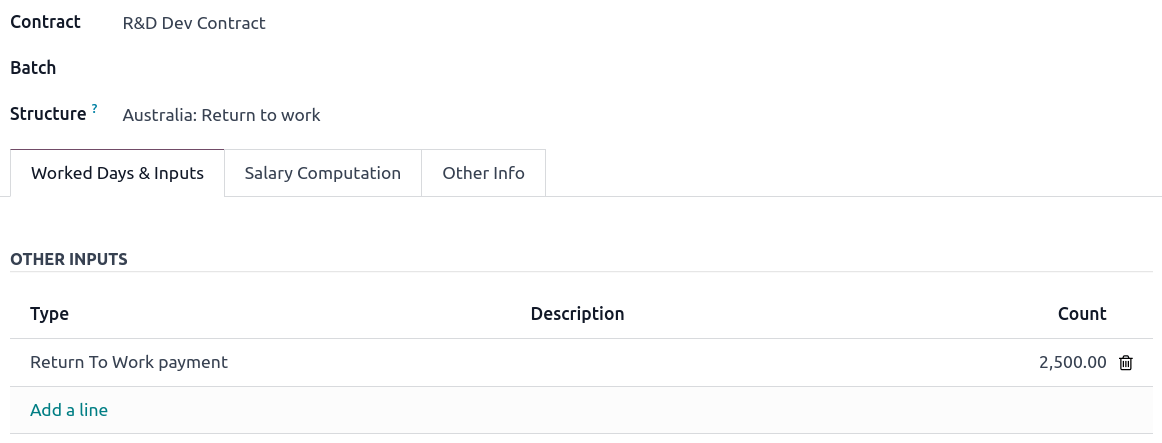 Contract R&D Dev Contract
Batch
Structure ? Australia: Return to work
Worked Days & Inputs Salary Computation Other Info
OTHER INPUTS
Type Description Count
Return To Work payment 2,500.00
Add a line